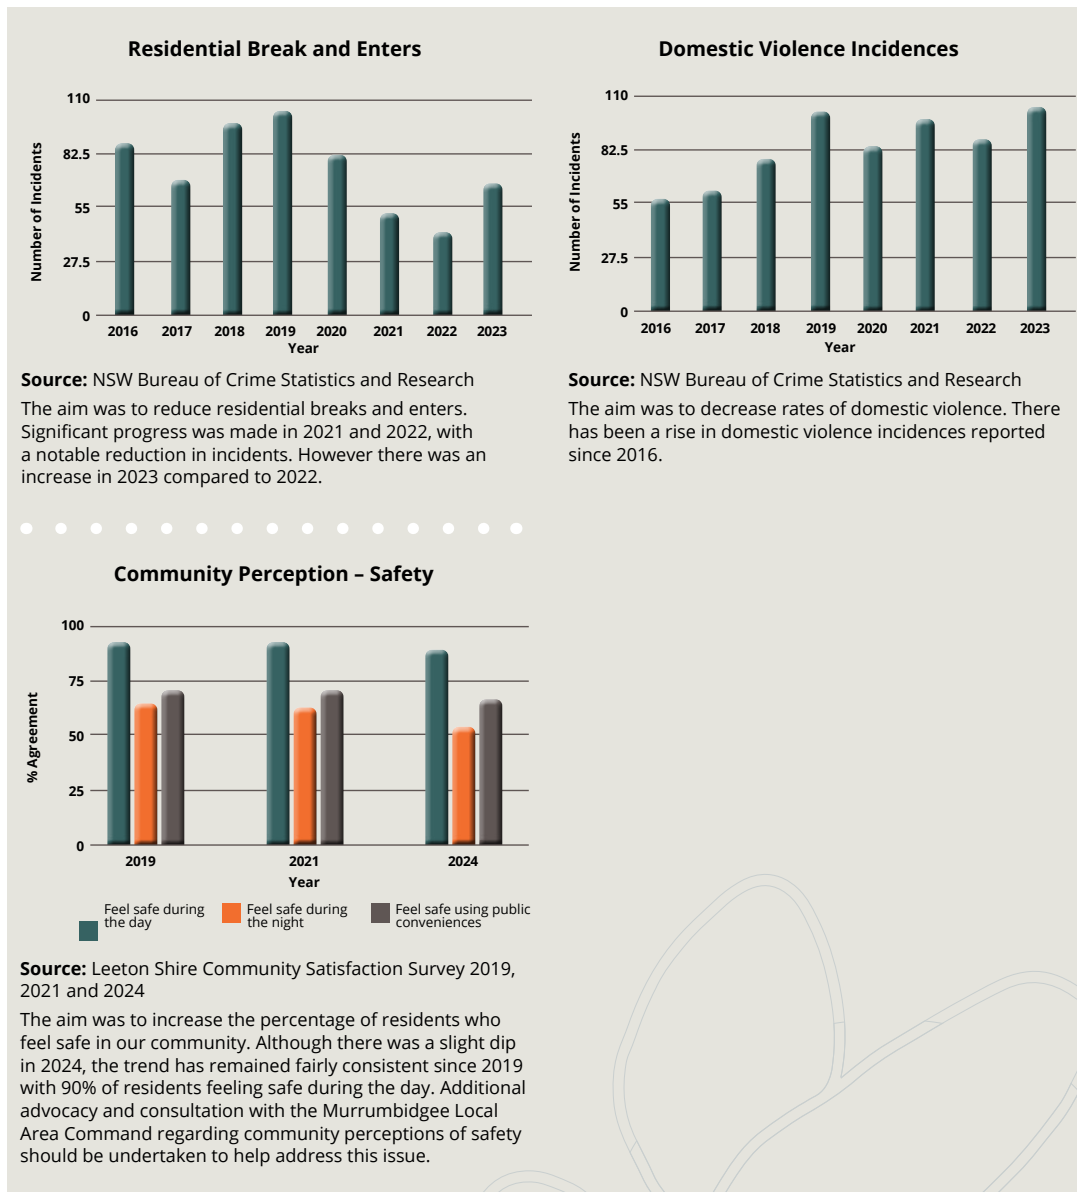 Residential Break and Enters
110
82.5
55
27.5
0
Number of Incidents
2016 2017 2018 2019 2020 2021 2022 2023
Year
Source: NSW Bureau of Crime Statistics and Research
The aim was to reduce residential breaks and enters.
Significant progress was made in 2021 and 2022, with
a notable reduction in incidents. However there was an
increase in 2023 compared to 2022.
Domestic Violence Incidences
110
82.5
55
27.5
0
Number of Incidents
2016 2017 2018 2019 2020 2021 2022 2023
Year
Source: NSW Bureau of Crime Statistics and Research
The aim was to decrease rates of domestic violence. There
has been a rise in domestic violence incidences reported
since 2016.
Community Perception – Safety
100
75
50
25
0
% Agreement
2019 2021 2024
Year
Feel safe during
the day
Feel safe during
the night
Feel safe using public
conveniences
Source: Leeton Shire Community Satisfaction Survey 2019,
2021 and 2024
The aim was to increase the percentage of residents who
feel safe in our community. Although there was a slight dip
in 2024, the trend has remained fairly consistent since 2019
with 90% of residents feeling safe during the day. Additional
advocacy and consultation with the Murrumbidgee Local
Area Command regarding community perceptions of safety
should be undertaken to help address this issue.